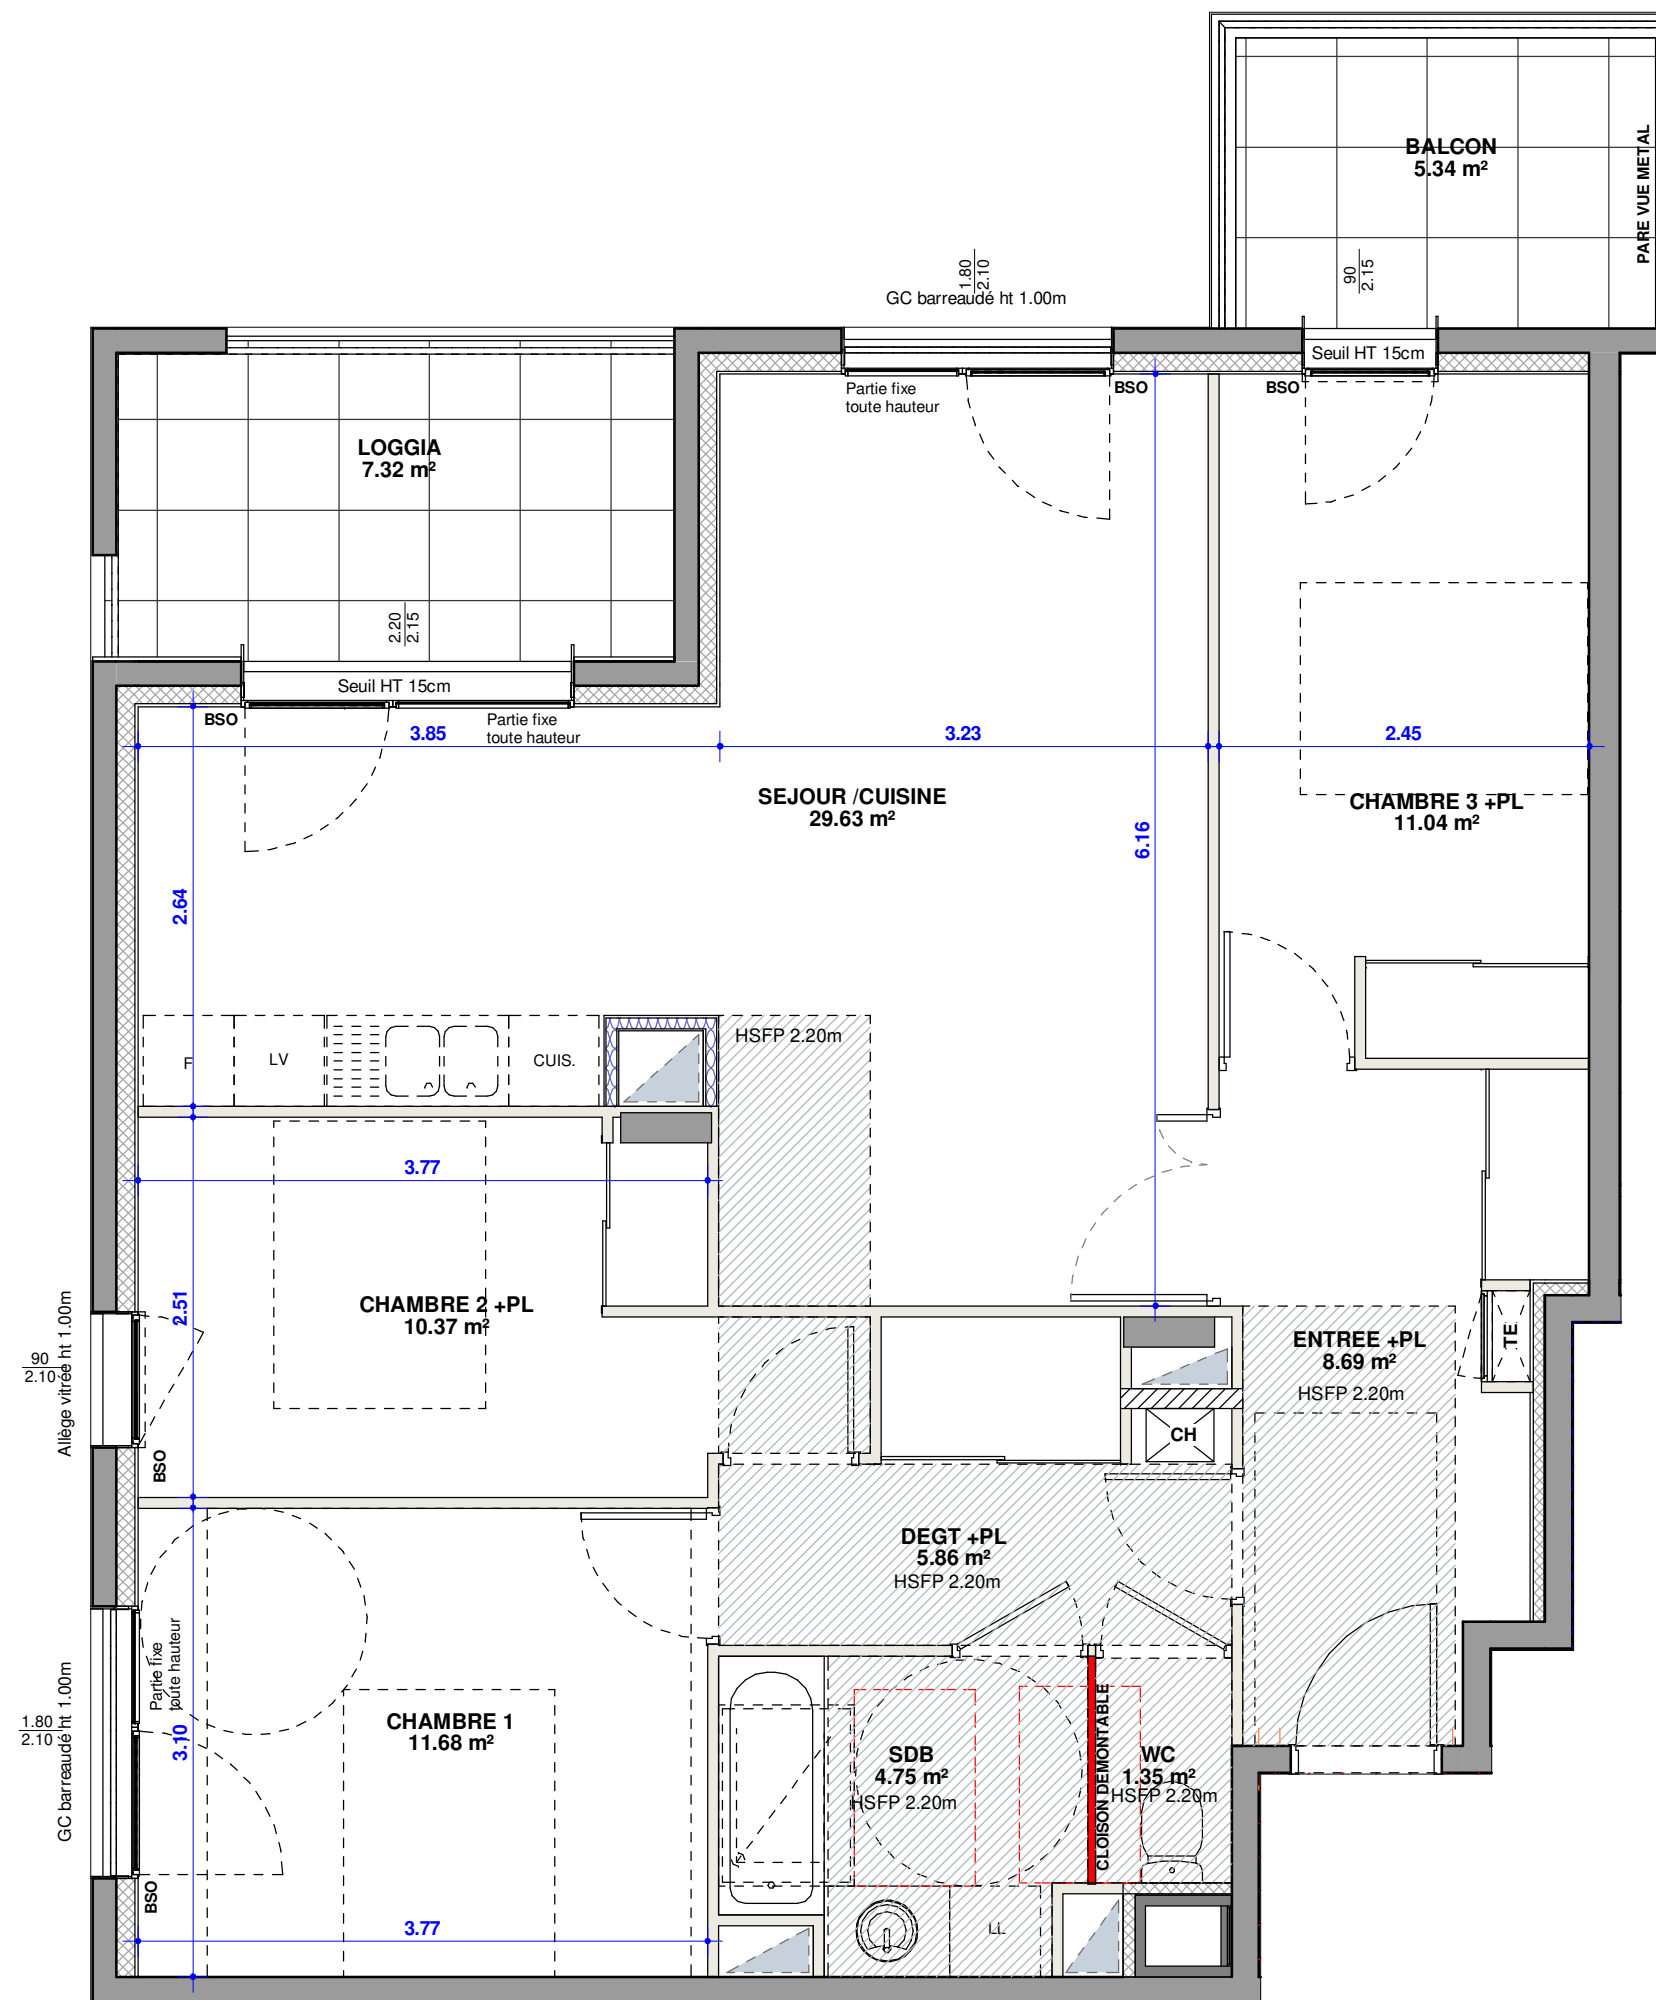 BALCON
5.34 m²
PARE VUE METAL
1.80
2.10
GC barreaudé ht 1.00m
90
2.15
Seuil HT 15cm
Partie fixe
toute hauteur
BSO
BSO
LOGGIA
7.32 m²
2.20
2.15
Seuil HT 15cm
BSO
Partie fixe
toute hauteur
3.85
3.23
2.45
SEJOUR /CUISINE
29.63 m²
CHAMBRE 3 +PL
11.04 m²
6.16
2.64
F
LV
CUIS.
HSFP 2.20m
3.77
CHAMBRE 2 +PL
10.37 m²
2.51
90
2.10
Allège vitrée ht 1.00m
BSO
ENTREE +PL
8.69 m²
HSFP 2.20m
TE
CH
DEGT +PL
5.86 m²
HSFP 2.20m
Partie fixe
toute hauteur
1.80
2.10
GC barreaudé ht 1.00m
3.10
CHAMBRE 1
11.68 m²
SDB
4.75 m²
HSFP 2.20m
CLOISON DEMONTABLE
WC
1.35 m²
HSFP 2.20m
BSO
3.77
LL